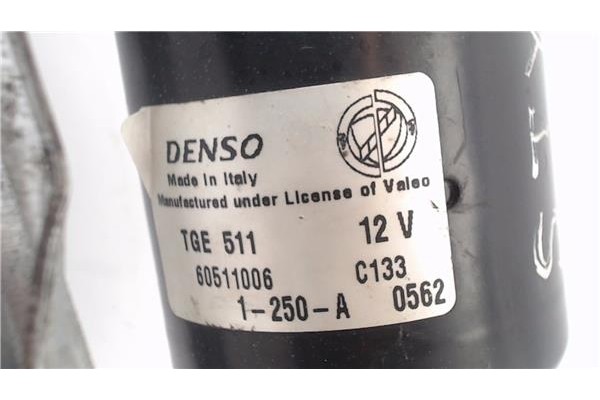 DENSO
Made in Italy
Manufactured under License of Valeo
TGE 511 12 V
60511006 C133
1-250-A 0562